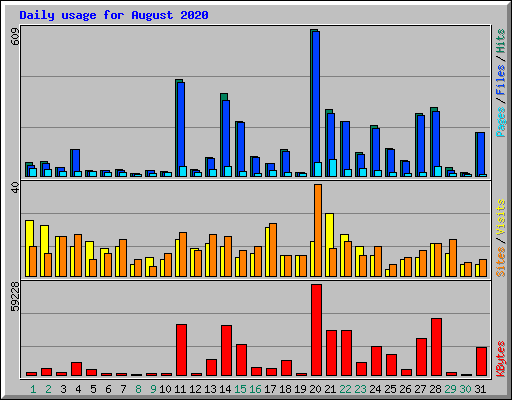 Daily usage for August 2020
609
Pages / Files / Hits
40
Sites / Visits
59228
KBytes
1 2 3 4 5 6 7 8 9 10 11 12 13 14 15 16 17 18 19 20 21 22 23 24 25 26 27 28 29 30 31